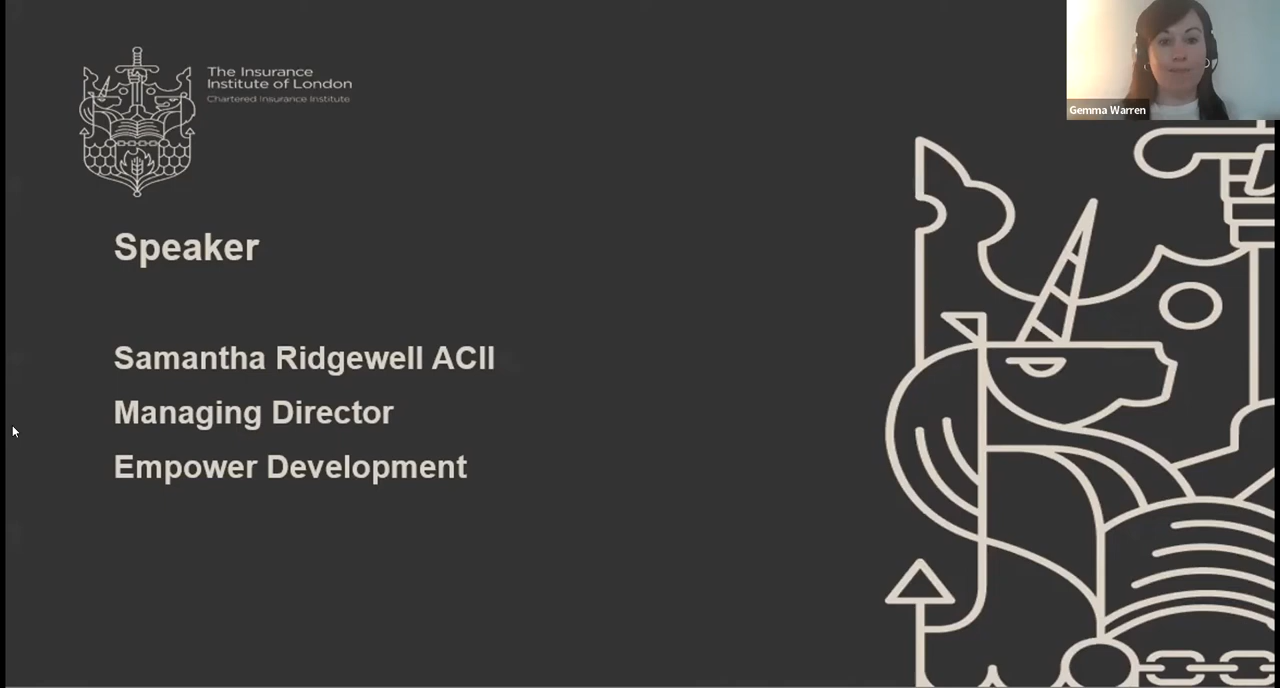 The Insurance
Institute of London
Chartered Insurance Institute
Gemma Warren
Speaker
Samantha Ridgewell ACII
Managing Director
Empower Development